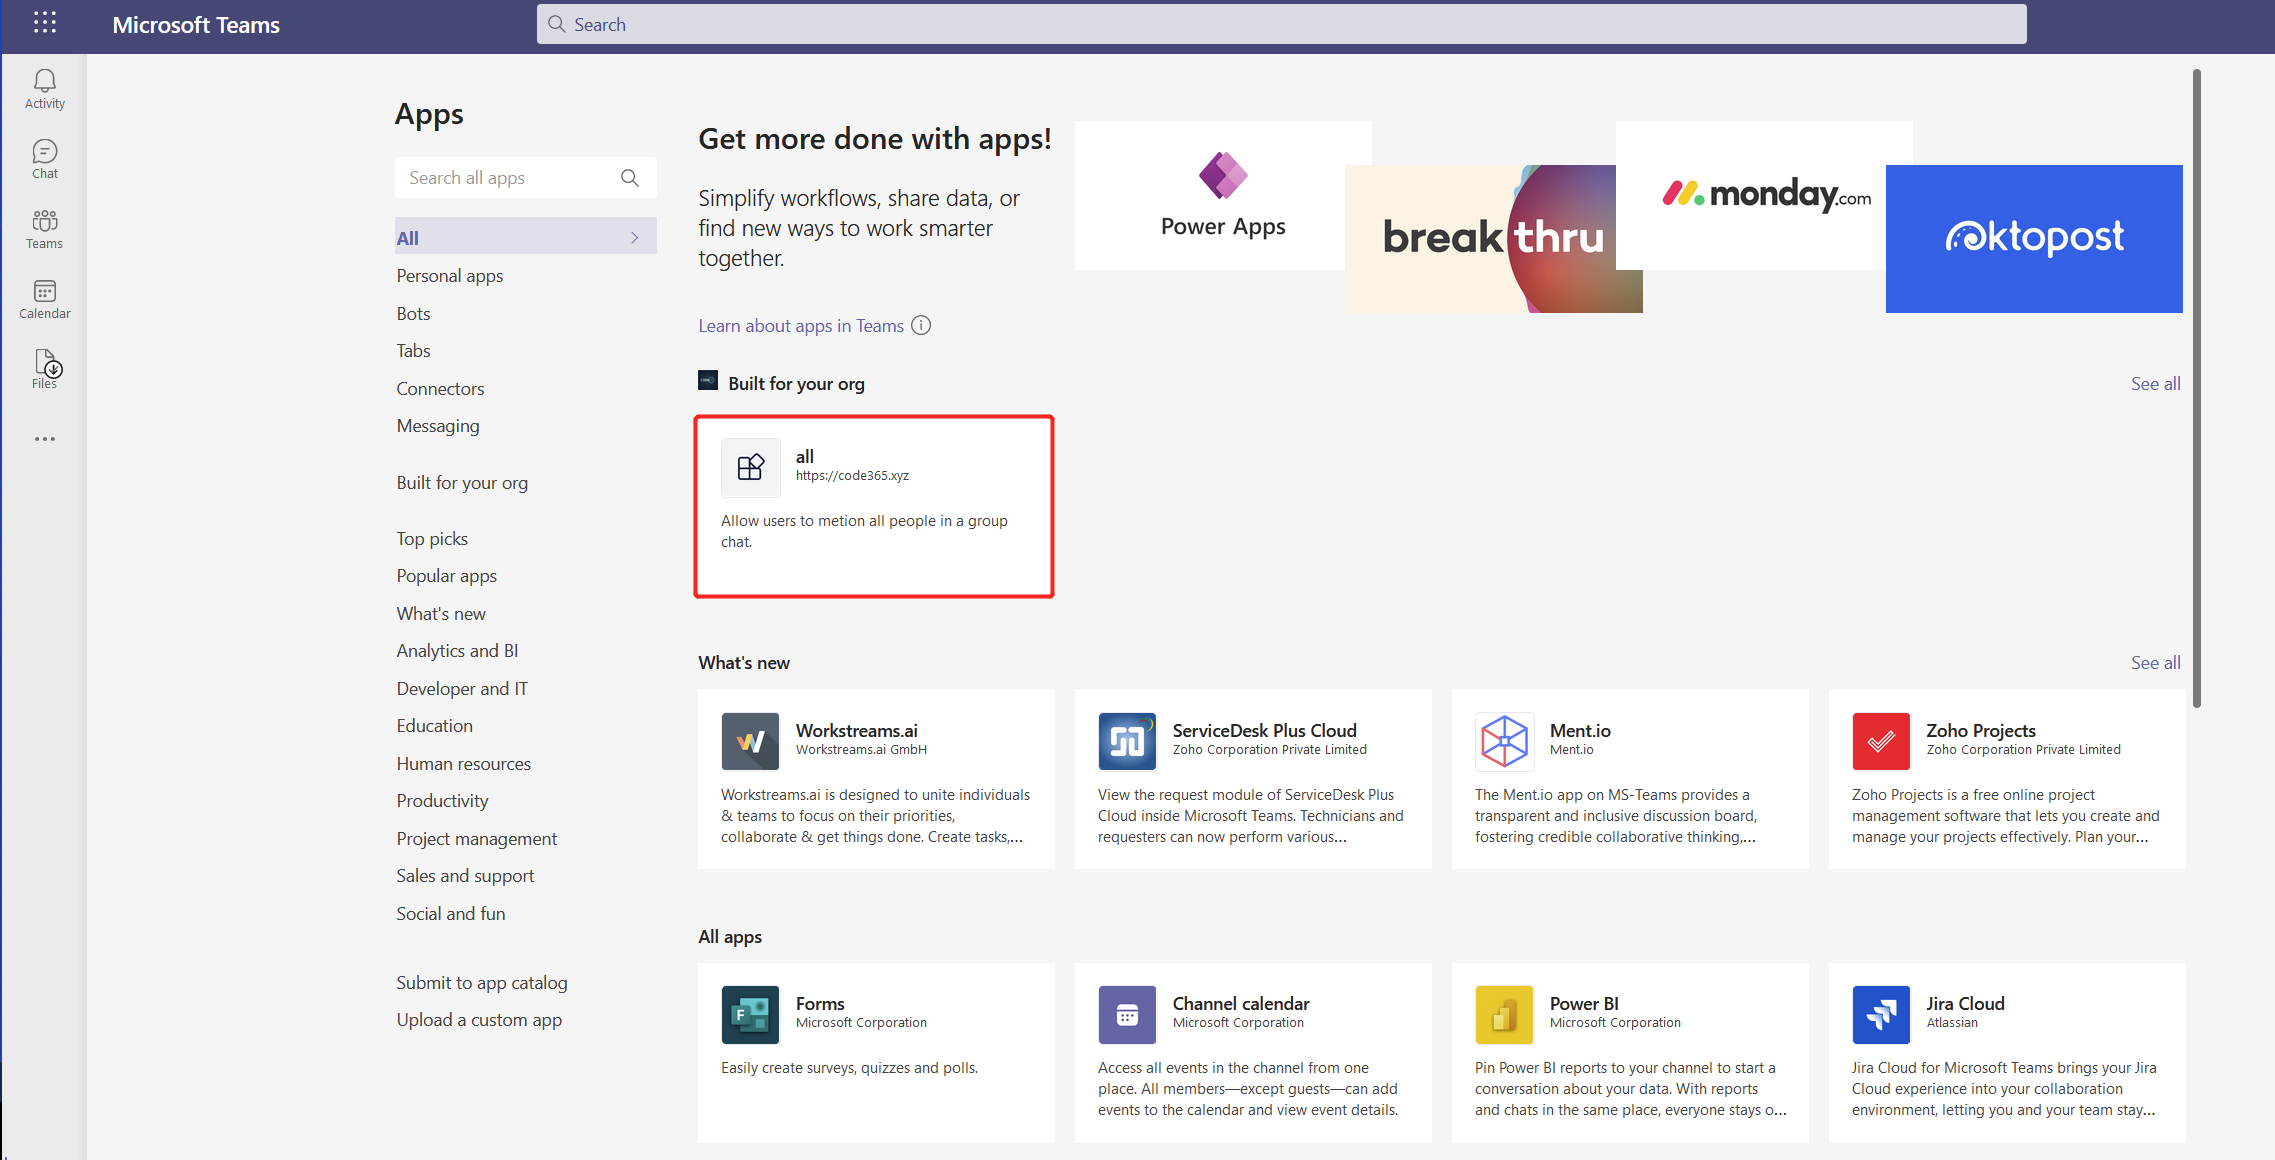 Microsoft Teams
Search
Activity
Chat
Teams
Calendar
Files
Apps
Search all apps
All
Personal apps
Bots
Tabs
Connectors
Messaging
Built for your org
Top picks
Popular apps
What's new
Analytics and BI
Developer and IT
Education
Human resources
Productivity
Project management
Sales and support
Social and fun
Submit to app catalog
Upload a custom app
Get more done with apps!
Simplify workflows, share data, or
find new ways to work smarter
together.
Learn about apps in Teams
Power Apps
breakthru
monday.com
Oktopost
Built for your org
See all
all
https://code365.xyz
Allow users to metion all people in a group
chat.
What's new
See all
Workstreams.ai
Workstreams.ai GmbH
Workstreams.ai is designed to unite individuals
& teams to focus on their priorities,
collaborate & get things done. Create tasks,...
ServiceDesk Plus Cloud
Zoho Corporation Private Limited
View the request module of ServiceDesk Plus
Cloud inside Microsoft Teams. Technicians and
requesters can now perform various...
Ment.io
Ment.io
The Ment.io app on MS-Teams provides a
transparent and inclusive discussion board,
fostering credible collaborative thinking,...
Zoho Projects
Zoho Corporation Private Limited
Zoho Projects is a free online project
management software that lets you create and
manage your projects effectively. Plan your...
All apps
Forms
Microsoft Corporation
Easily create surveys, quizzes and polls.
Channel calendar
Microsoft Corporation
Access all events in the channel from one
place. All members—except guests—can add
events to the calendar and view event details.
Power BI
Microsoft Corporation
Pin Power BI reports to your channel to start a
conversation about your data. With reports
and chats in the same place, everyone stays o...
Jira Cloud
Atlassian
Jira Cloud for Microsoft Teams brings your Jira
Cloud experience into your collaboration
environment, letting you and your team stay...